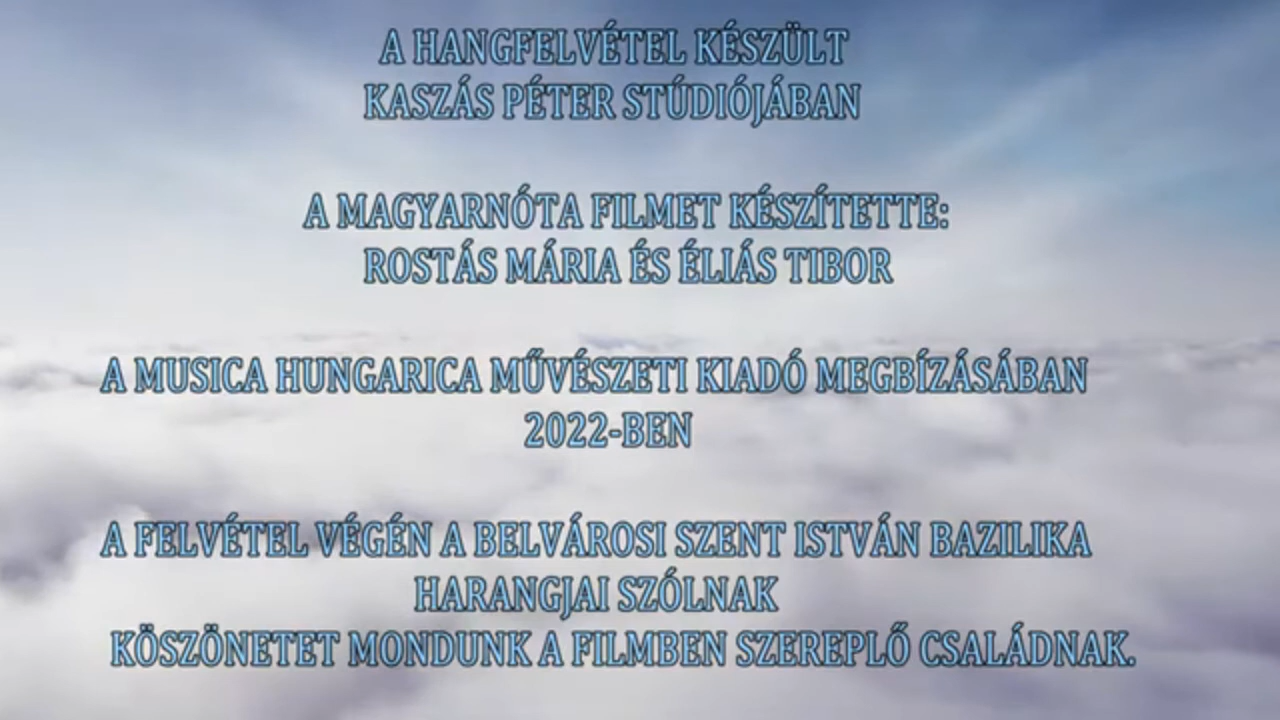 A HANGFELVÉTEL KÉSZÜLT
KASZÁS PÉTER STÚDIÓJÁBAN
A MAGYARNÓTA FILMET KÉSZÍTETTE:
ROSTÁS MÁRIA ÉS ÉLIÁS TIBOR
A MUSICA HUNGARICA MŰVÉSZETI KIADÓ MEGBÍZÁSÁBAN
2022-BEN
A FELVÉTEL VÉGÉN A BELVÁROSI SZENT ISTVÁN BAZILIKA
HARANGJAI SZÓLNAK
KÖSZÖNETET MONDUNK A FILMBEN SZEREPLŐ CSALÁDNAK.